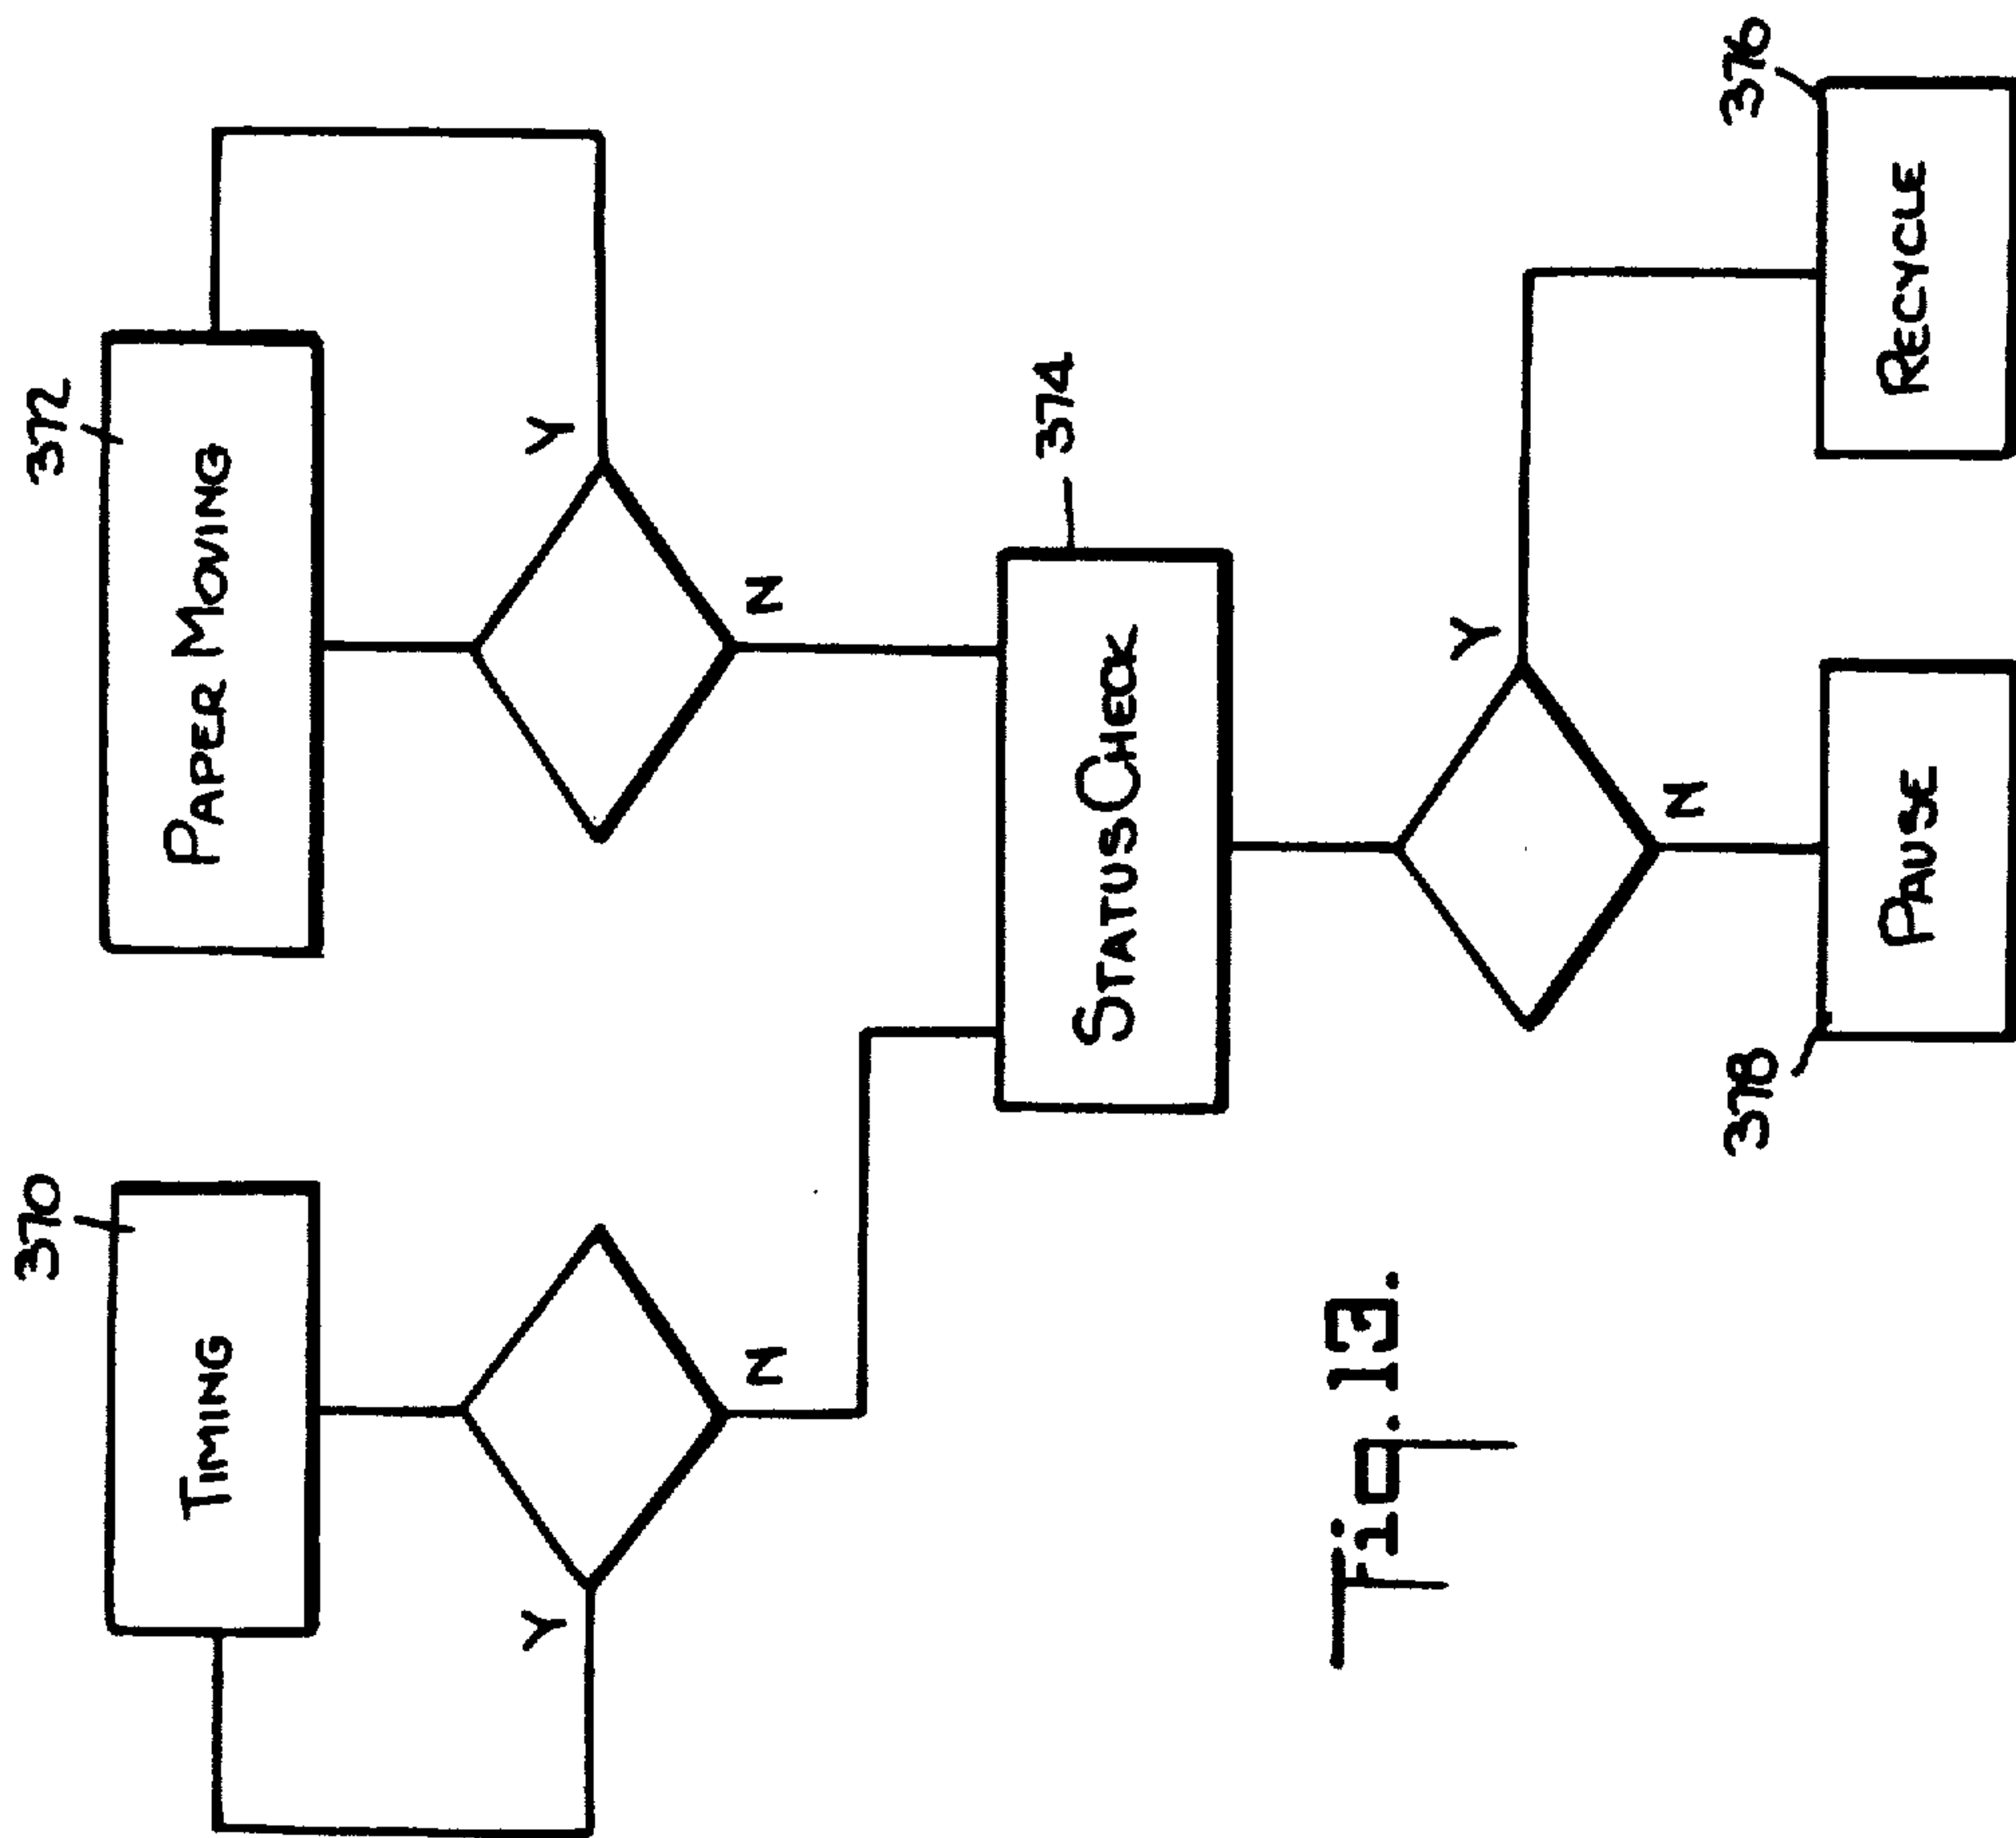 370
372
TIMING
PAPER MOVING
Y
Y
N
N
374
STATUS CHECK
Fig. 13.
Y
N
378
376
PAUSE
RECYCLE